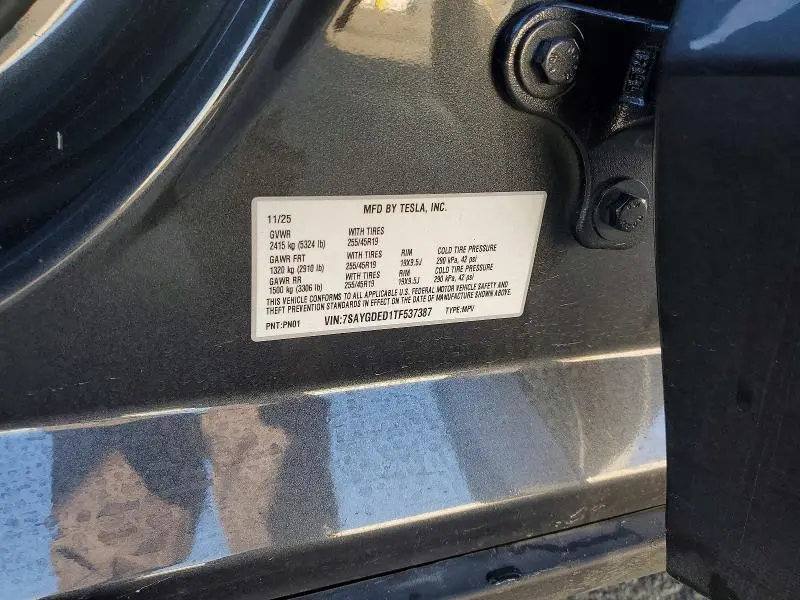 MFD BY TESLA, INC.
11/25
GVWR WITH TIRES
2415 kg (5324 lb) 255/45R19
GAWR FRT WITH TIRES RIM COLD TIRE PRESSURE
1320 kg (2910 lb) 255/45R19 19X9.5J 290 kPa, 42 psi
GAWR RR WITH TIRES RIM COLD TIRE PRESSURE
1500 kg (3306 lb) 255/45R19 19X9.5J 290 kPa, 42 psi
THIS VEHICLE CONFORMS TO ALL APPLICABLE U.S. FEDERAL MOTOR VEHICLE SAFETY AND
THEFT PREVENTION STANDARDS IN EFFECT ON THE DATE OF MANUFACTURE SHOWN ABOVE.
PNT:PN01 VIN:7SAYGDED1TF537387 TYPE:MPV